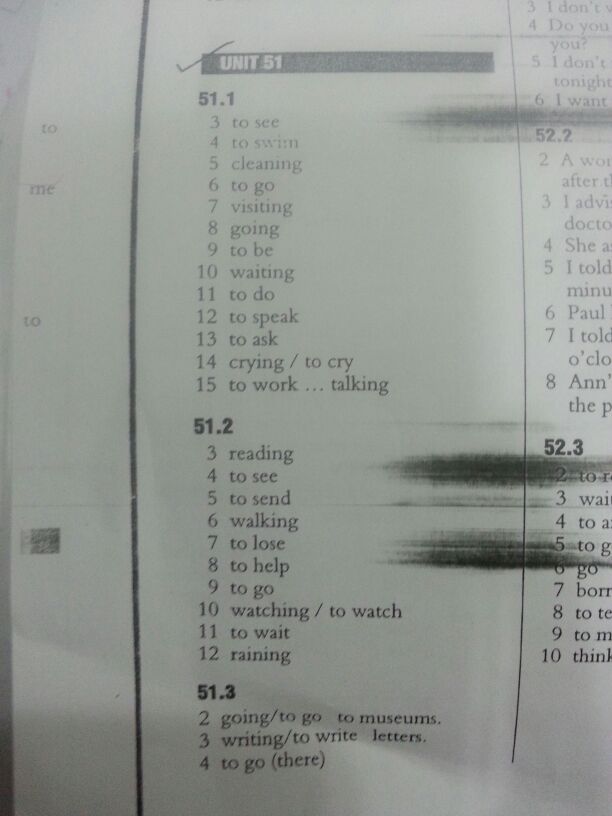 to
me
to
UNIT 51
51.1
3 to see
4 to swim
5 cleaning
6 to go
7 visiting
8 going
9 to be
10 waiting
11 to do
12 to speak
13 to ask
14 crying / to cry
15 to work ... talking
51.2
3 reading
4 to see
5 to send
6 walking
7 to lose
8 to help
9 to go
10 watching / to watch
11 to wait
12 raining
51.3
2 going/to go to museums.
3 writing/to write letters.
4 to go (there)
3 I don't
4 Do you
you?
5 I don't
tonight
6 I want
52.2
2 A
after
3 I
4 She
5 I told
6 Paul
7 I told
8 Ann'
the
52.3
2 to
3
4 to
5 to
6 go
7 born
8 to
9 to
10 think